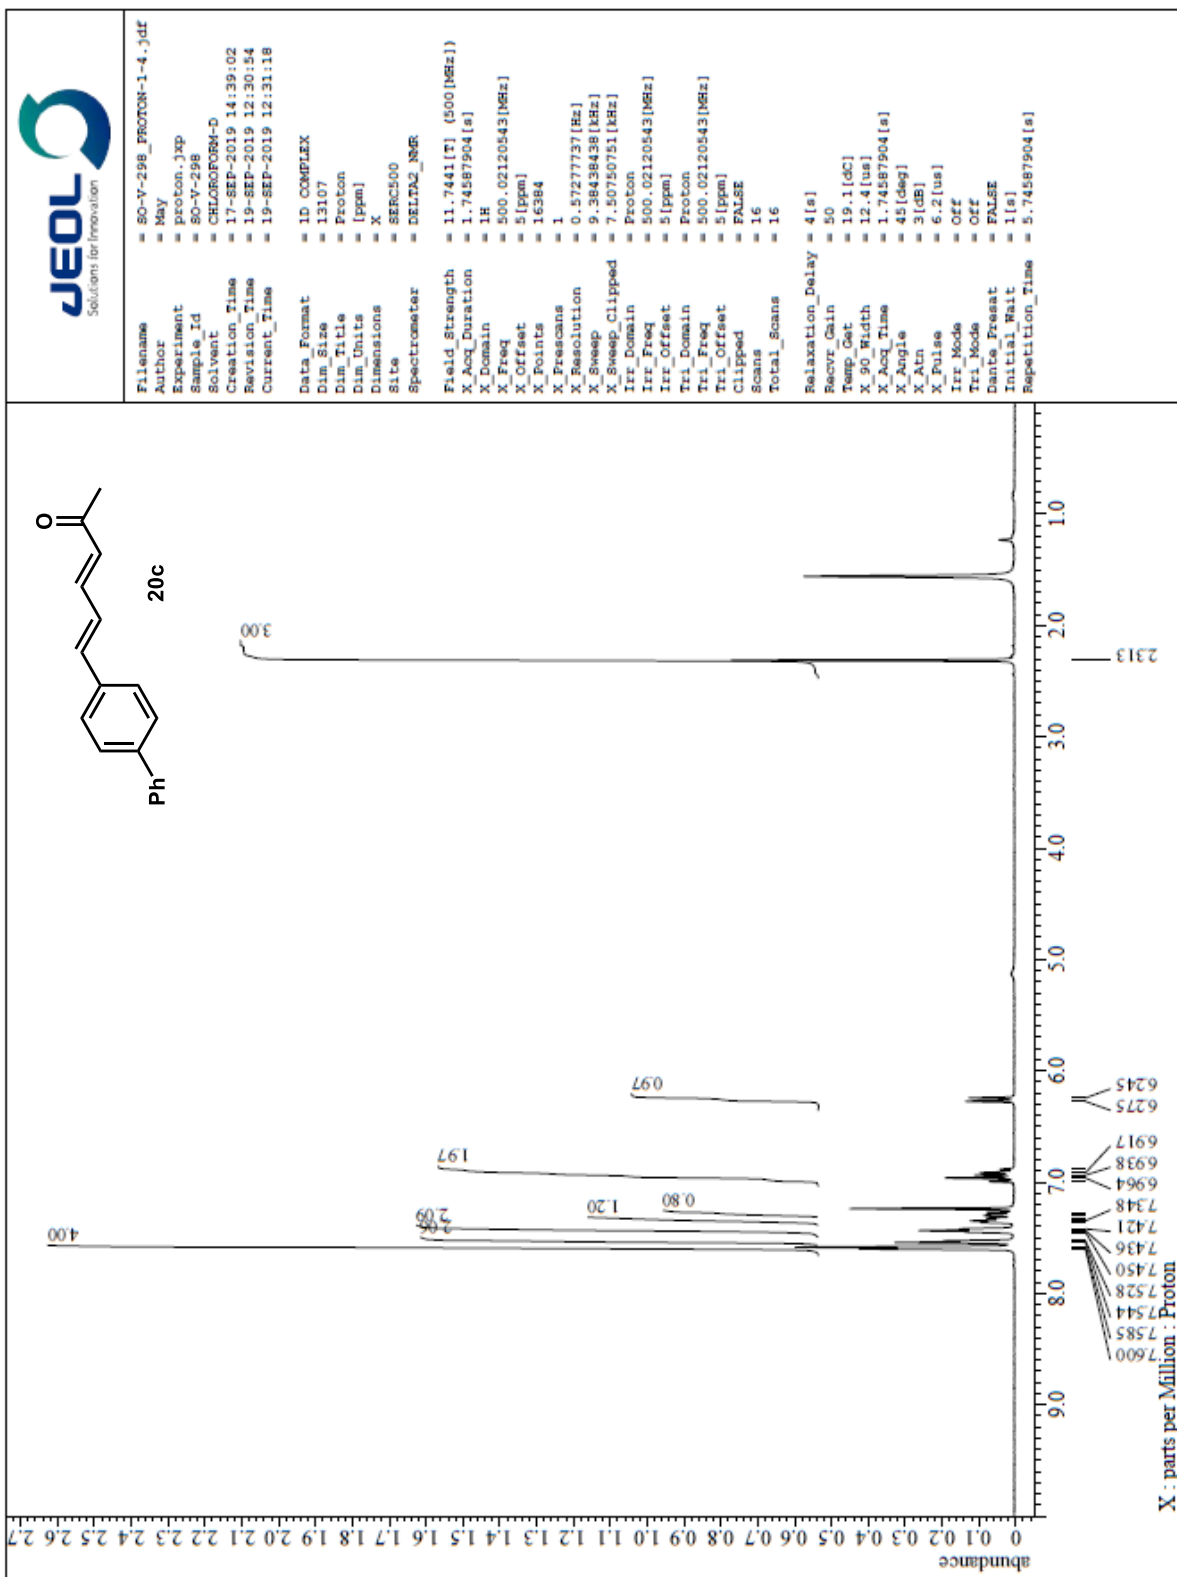 JEOL
Solutions for Innovation
Filename = SO-V-298_PROTON-1-4.jdf
Author = May
Experiment = proton.jxp
Sample_Id = SO-V-298
Solvent = CHLOROFORM-D
Creation_Time = 17-SEP-2019 14:39:02
Revision_Time = 19-SEP-2019 12:30:54
Current_Time = 19-SEP-2019 12:31:18
Data_Format = 1D COMPLEX
Dim_Size = 13107
Dim_Title = Proton
Dim_Units = [ppm]
Dimensions = X
Site = SERC500
Spectrometer = DELTA2_NMR
Field_Strength = 11.7441[T] (500[MHz])
X_Acq_Duration = 1.74587904[s]
X_Domain = 1H
X_Freq = 500.02120543[MHz]
X_Offset = 5[ppm]
X_Points = 16384
X_Prescans = 1
X_Resolution = 0.57277737[Hz]
X_Sweep = 9.38438438[kHz]
X_Sweep_Clipped = 7.50750751[kHz]
Irr_Domain = Proton
Irr_Freq = 500.02120543[MHz]
Irr_Offset = 5[ppm]
Tri_Domain = Proton
Tri_Freq = 500.02120543[MHz]
Tri_Offset = 5[ppm]
Clipped = FALSE
Scans = 16
Total_Scans = 16
Relaxation_Delay = 4[s]
Recvr_Gain = 50
Temp_Get = 19.1[dC]
X_90_Width = 12.4[us]
X_Acq_Time = 1.74587904[s]
X_Angle = 45[deg]
X_Atn = 3[dB]
X_Pulse = 6.2[us]
Irr_Mode = Off
Tri_Mode = Off
Dante_Presat = FALSE
Initial_Wait = 1[s]
Repetition_Time = 5.74587904[s]
O
Ph
20c
4.00
2.06
2.09
1.20
0.80
1.97
0.97
3.00
abundance
0 0.1 0.2 0.3 0.4 0.5 0.6 0.7 0.8 0.9 1.0 1.1 1.2 1.3 1.4 1.5 1.6 1.7 1.8 1.9 2.0 2.1 2.2 2.3 2.4 2.5 2.6 2.7
9.0 8.0 7.0 6.0 5.0 4.0 3.0 2.0 1.0
7.600
7.585
7.544
7.528
7.450
7.436
7.421
7.348
6.964
6.938
6.917
6.275
6.245
2.313
X : parts per Million : Proton